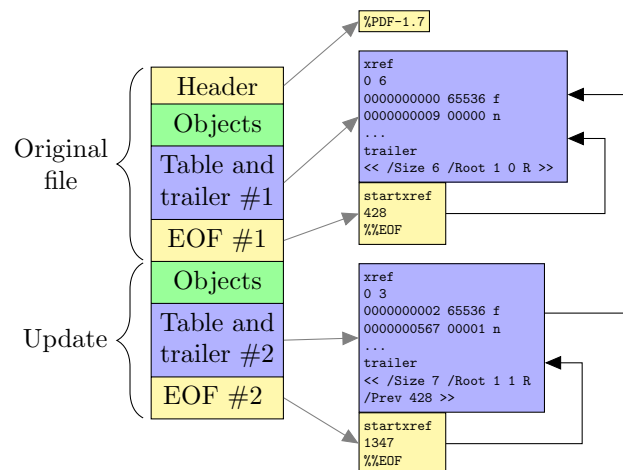 %PDF-1.7
Header
Objects
Original
file
Table and
trailer #1
EOF #1
xref
0 6
0000000000 65536 f
0000000009 00000 n
...
trailer
<< /Size 6 /Root 1 0 R >>
startxref
428
%%EOF
Update
Objects
Table and
trailer #2
EOF #2
xref
0 3
0000000002 65536 f
0000000567 00001 n
...
trailer
<< /Size 7 /Root 1 1 R
/Prev 428 >>
startxref
1347
%%EOF